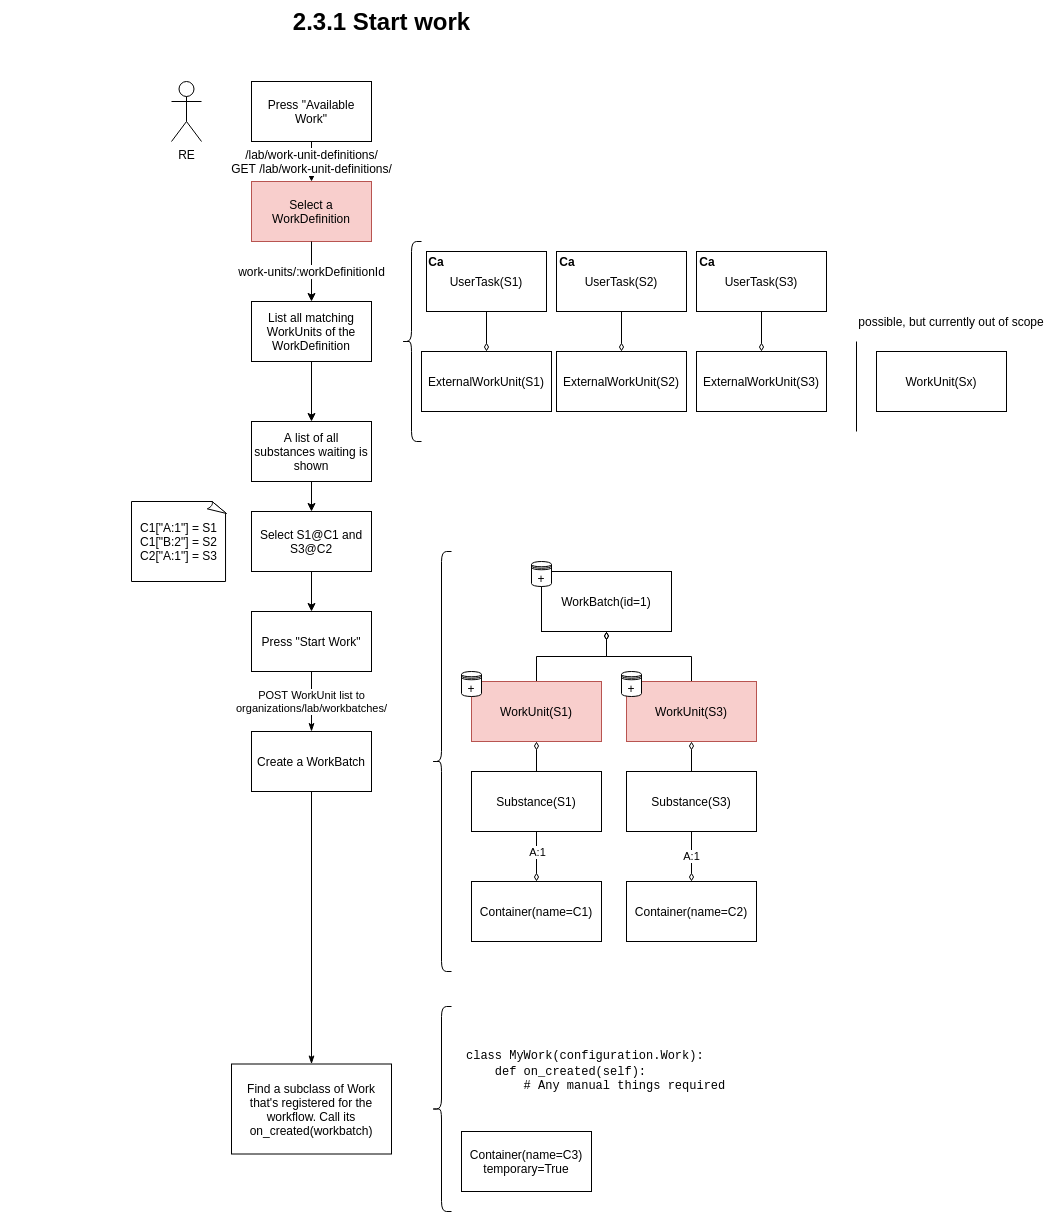 2.3.1 Start work
RE
Press "Available
Work"
/lab/work-unit-definitions/
GET /lab/work-unit-definitions/
Select a
WorkDefinition
work-units/:workDefinitionId
List all matching
WorkUnits of the
WorkDefinition
Ca
UserTask(S1)
Ca
UserTask(S2)
Ca
UserTask(S3)
ExternalWorkUnit(S1)
ExternalWorkUnit(S2)
ExternalWorkUnit(S3)
possible, but currently out of scope
WorkUnit(Sx)
A list of all
substances waiting is
shown
C1["A:1"] = S1
C1["B:2"] = S2
C2["A:1"] = S3
Select S1@C1 and
S3@C2
Press "Start Work"
POST WorkUnit list to
organizations/lab/workbatches/
Create a WorkBatch
+
WorkBatch(id=1)
+
WorkUnit(S1)
+
WorkUnit(S3)
Substance(S1)
Substance(S3)
A:1
A:1
Container(name=C1)
Container(name=C2)
Find a subclass of Work
that's registered for the
workflow. Call its
on_created(workbatch)
class MyWork(configuration.Work):
    def on_created(self):
        # Any manual things required
Container(name=C3)
temporary=True